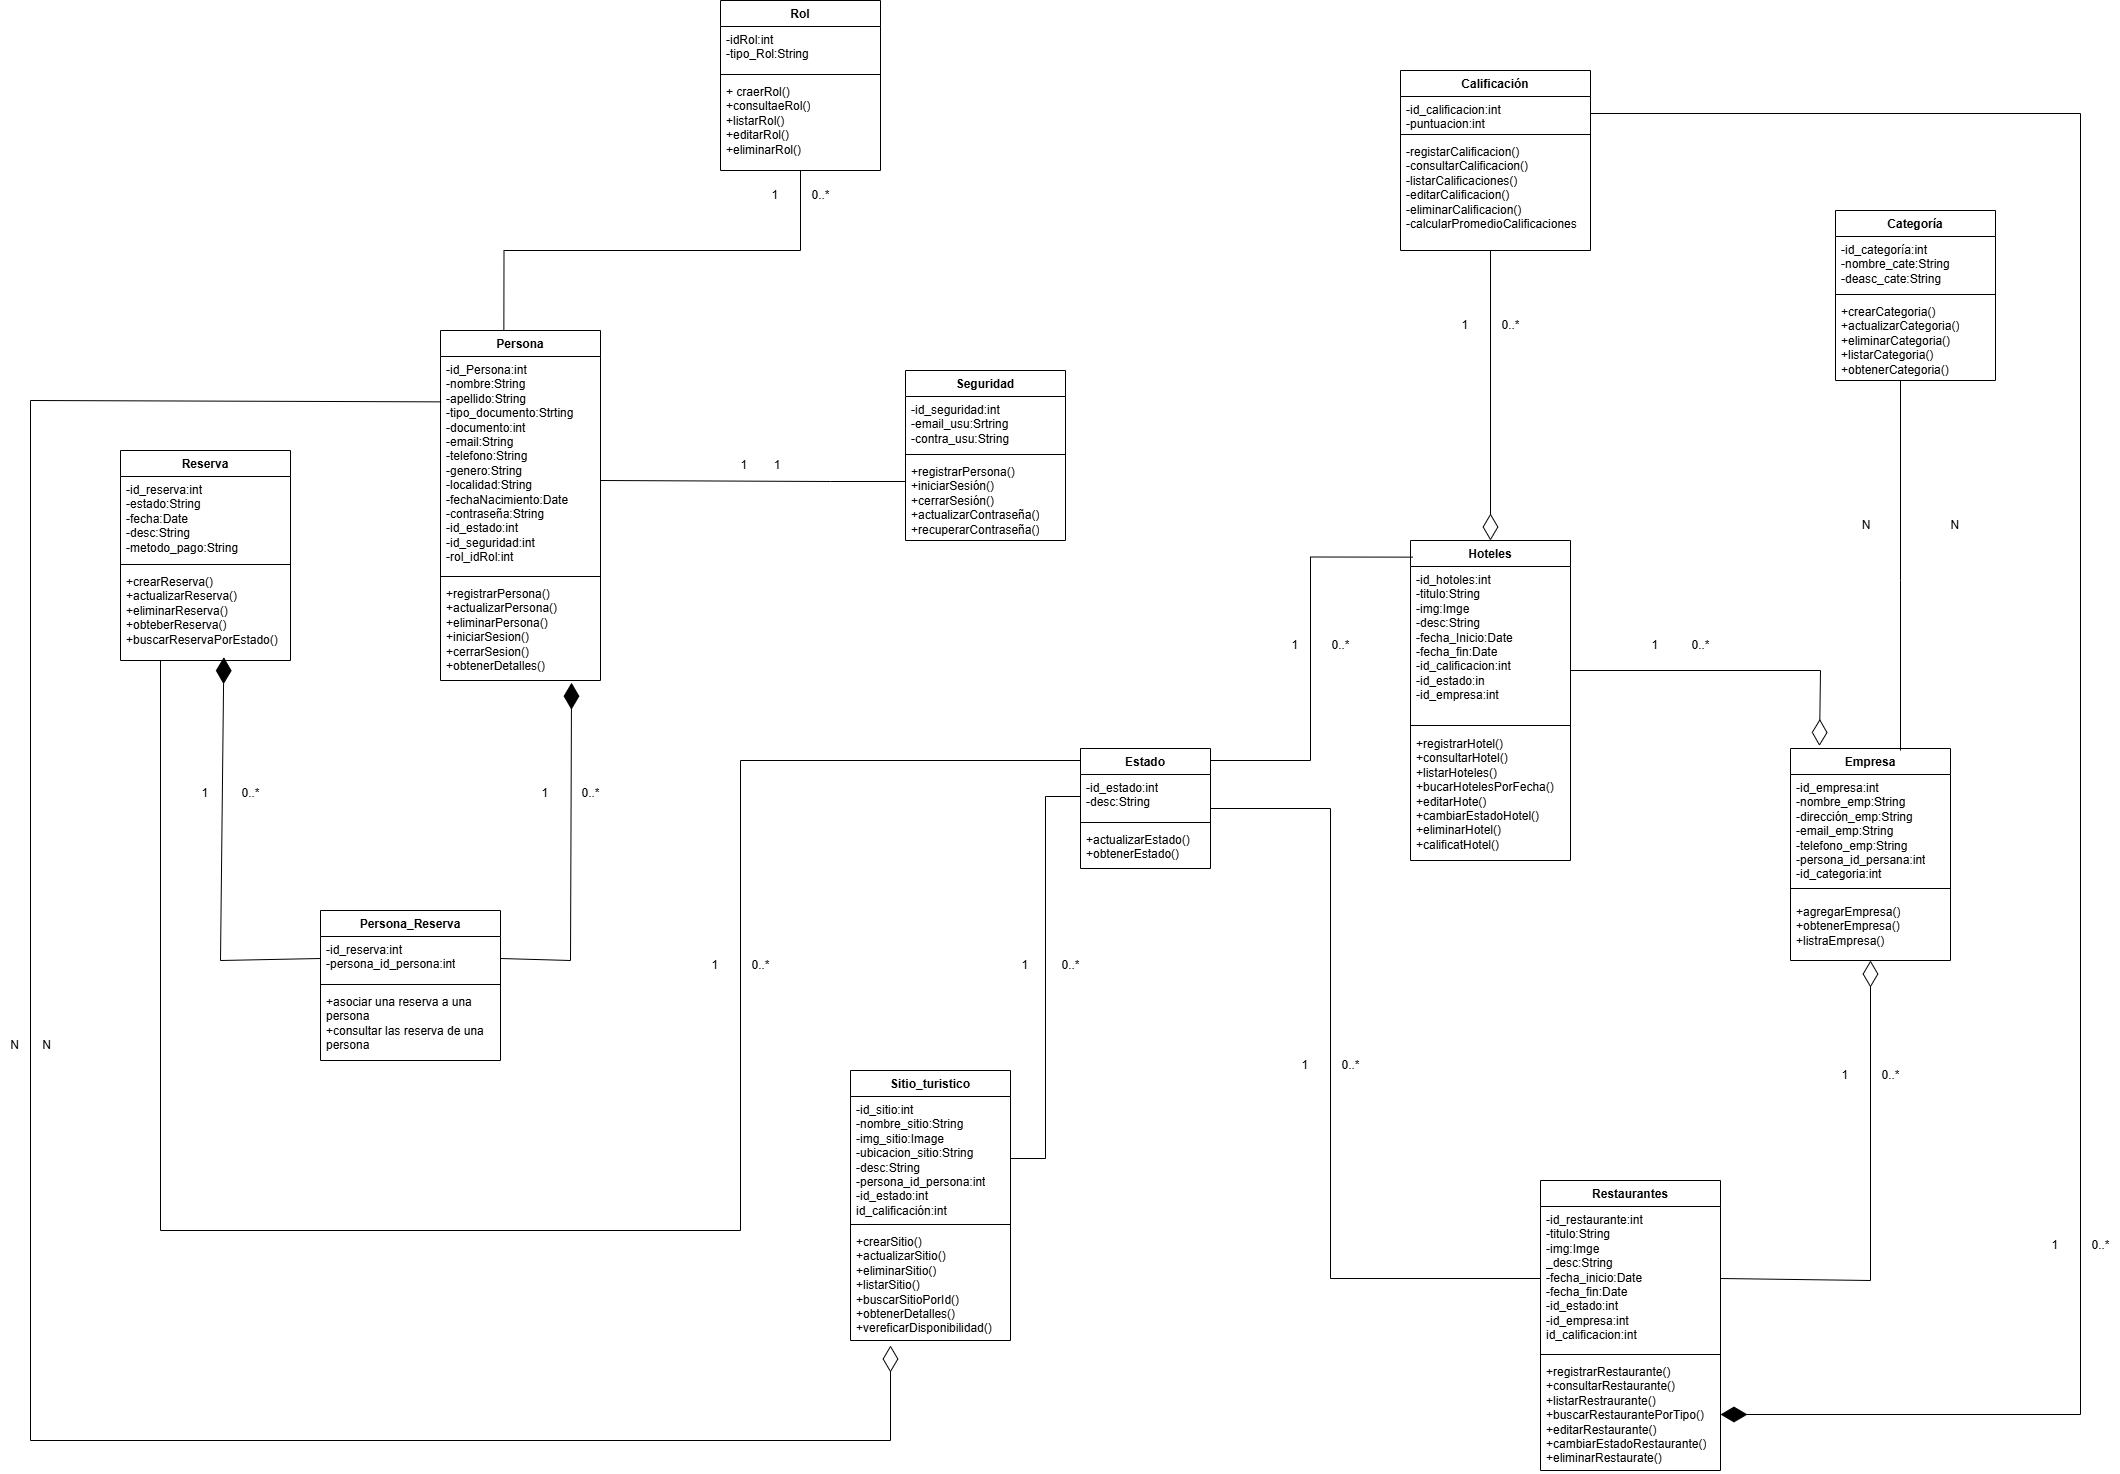 Rol
-idRol:int
-tipo_Rol:String
+ craerRol()
+consultaeRol()
+listarRol()
+editarRol()
+eliminarRol()
1
0..*
Calificación
-id_calificacion:int
-puntuacion:int
-registarCalificacion()
-consultarCalificacion()
-listarCalificaciones()
-editarCalificacion()
-eliminarCalificacion()
-calcularPromedioCalificaciones
1
0..*
Categoría
-id_categoría:int
-nombre_cate:String
-deasc_cate:String
+crearCategoria()
+actualizarCategoria()
+eliminarCategoria()
+listarCategoria()
+obtenerCategoria()
N
N
Persona
-id_Persona:int
-nombre:String
-apellido:String
-tipo_documento:Strting
-documento:int
-email:String
-telefono:String
-genero:String
-localidad:String
-fechaNacimiento:Date
-contraseña:String
-id_estado:int
-id_seguridad:int
-rol_idRol:int
+registrarPersona()
+actualizarPersona()
+eliminarPersona()
+iniciarSesion()
+cerrarSesion()
+obtenerDetalles()
1
1
Seguridad
-id_seguridad:int
-email_usu:Srtring
-contra_usu:String
+registrarPersona()
+iniciarSesión()
+cerrarSesión()
+actualizarContraseña()
+recuperarContraseña()
Reserva
-id_reserva:int
-estado:String
-fecha:Date
-desc:String
-metodo_pago:String
+crearReserva()
+actualizarReserva()
+eliminarReserva()
+obteberReserva()
+buscarReservaPorEstado()
1
0..*
1
0..*
Hoteles
-id_hotoles:int
-titulo:String
-img:Imge
-desc:String
-fecha_Inicio:Date
-fecha_fin:Date
-id_calificacion:int
-id_estado:in
-id_empresa:int
+registrarHotel()
+consultarHotel()
+listarHoteles()
+bucarHotelesPorFecha()
+editarHote()
+cambiarEstadoHotel()
+eliminarHotel()
+calificatHotel()
1
0..*
1
0..*
Estado
-id_estado:int
-desc:String
+actualizarEstado()
+obtenerEstado()
Empresa
-id_empresa:int
-nombre_emp:String
-dirección_emp:String
-email_emp:String
-telefono_emp:String
-persona_id_persana:int
-id_categoria:int
+agregarEmpresa()
+obtenerEmpresa()
+listraEmpresa()
Persona_Reserva
-id_reserva:int
-persona_id_persona:int
+asociar una reserva a una
persona
+consultar las reserva de una
persona
N
N
1
0..*
1
0..*
1
0..*
1
0..*
Sitio_turistico
-id_sitio:int
-nombre_sitio:String
-img_sitio:Image
-ubicacion_sitio:String
-desc:String
-persona_id_persona:int
-id_estado:int
id_calificación:int
+crearSitio()
+actualizarSitio()
+eliminarSitio()
+listarSitio()
+buscarSitioPorId()
+obtenerDetalles()
+vereficarDisponibilidad()
Restaurantes
-id_restaurante:int
-titulo:String
-img:Imge
_desc:String
-fecha_inicio:Date
-fecha_fin:Date
-id_estado:int
-id_empresa:int
id_calificacion:int
+registrarRestaurante()
+consultarRestaurante()
+listarRestraurante()
+buscarRestaurantePorTipo()
+editarRestaurante()
+cambiarEstadoRestaurante()
+eliminarRestaurate()
1
0..*